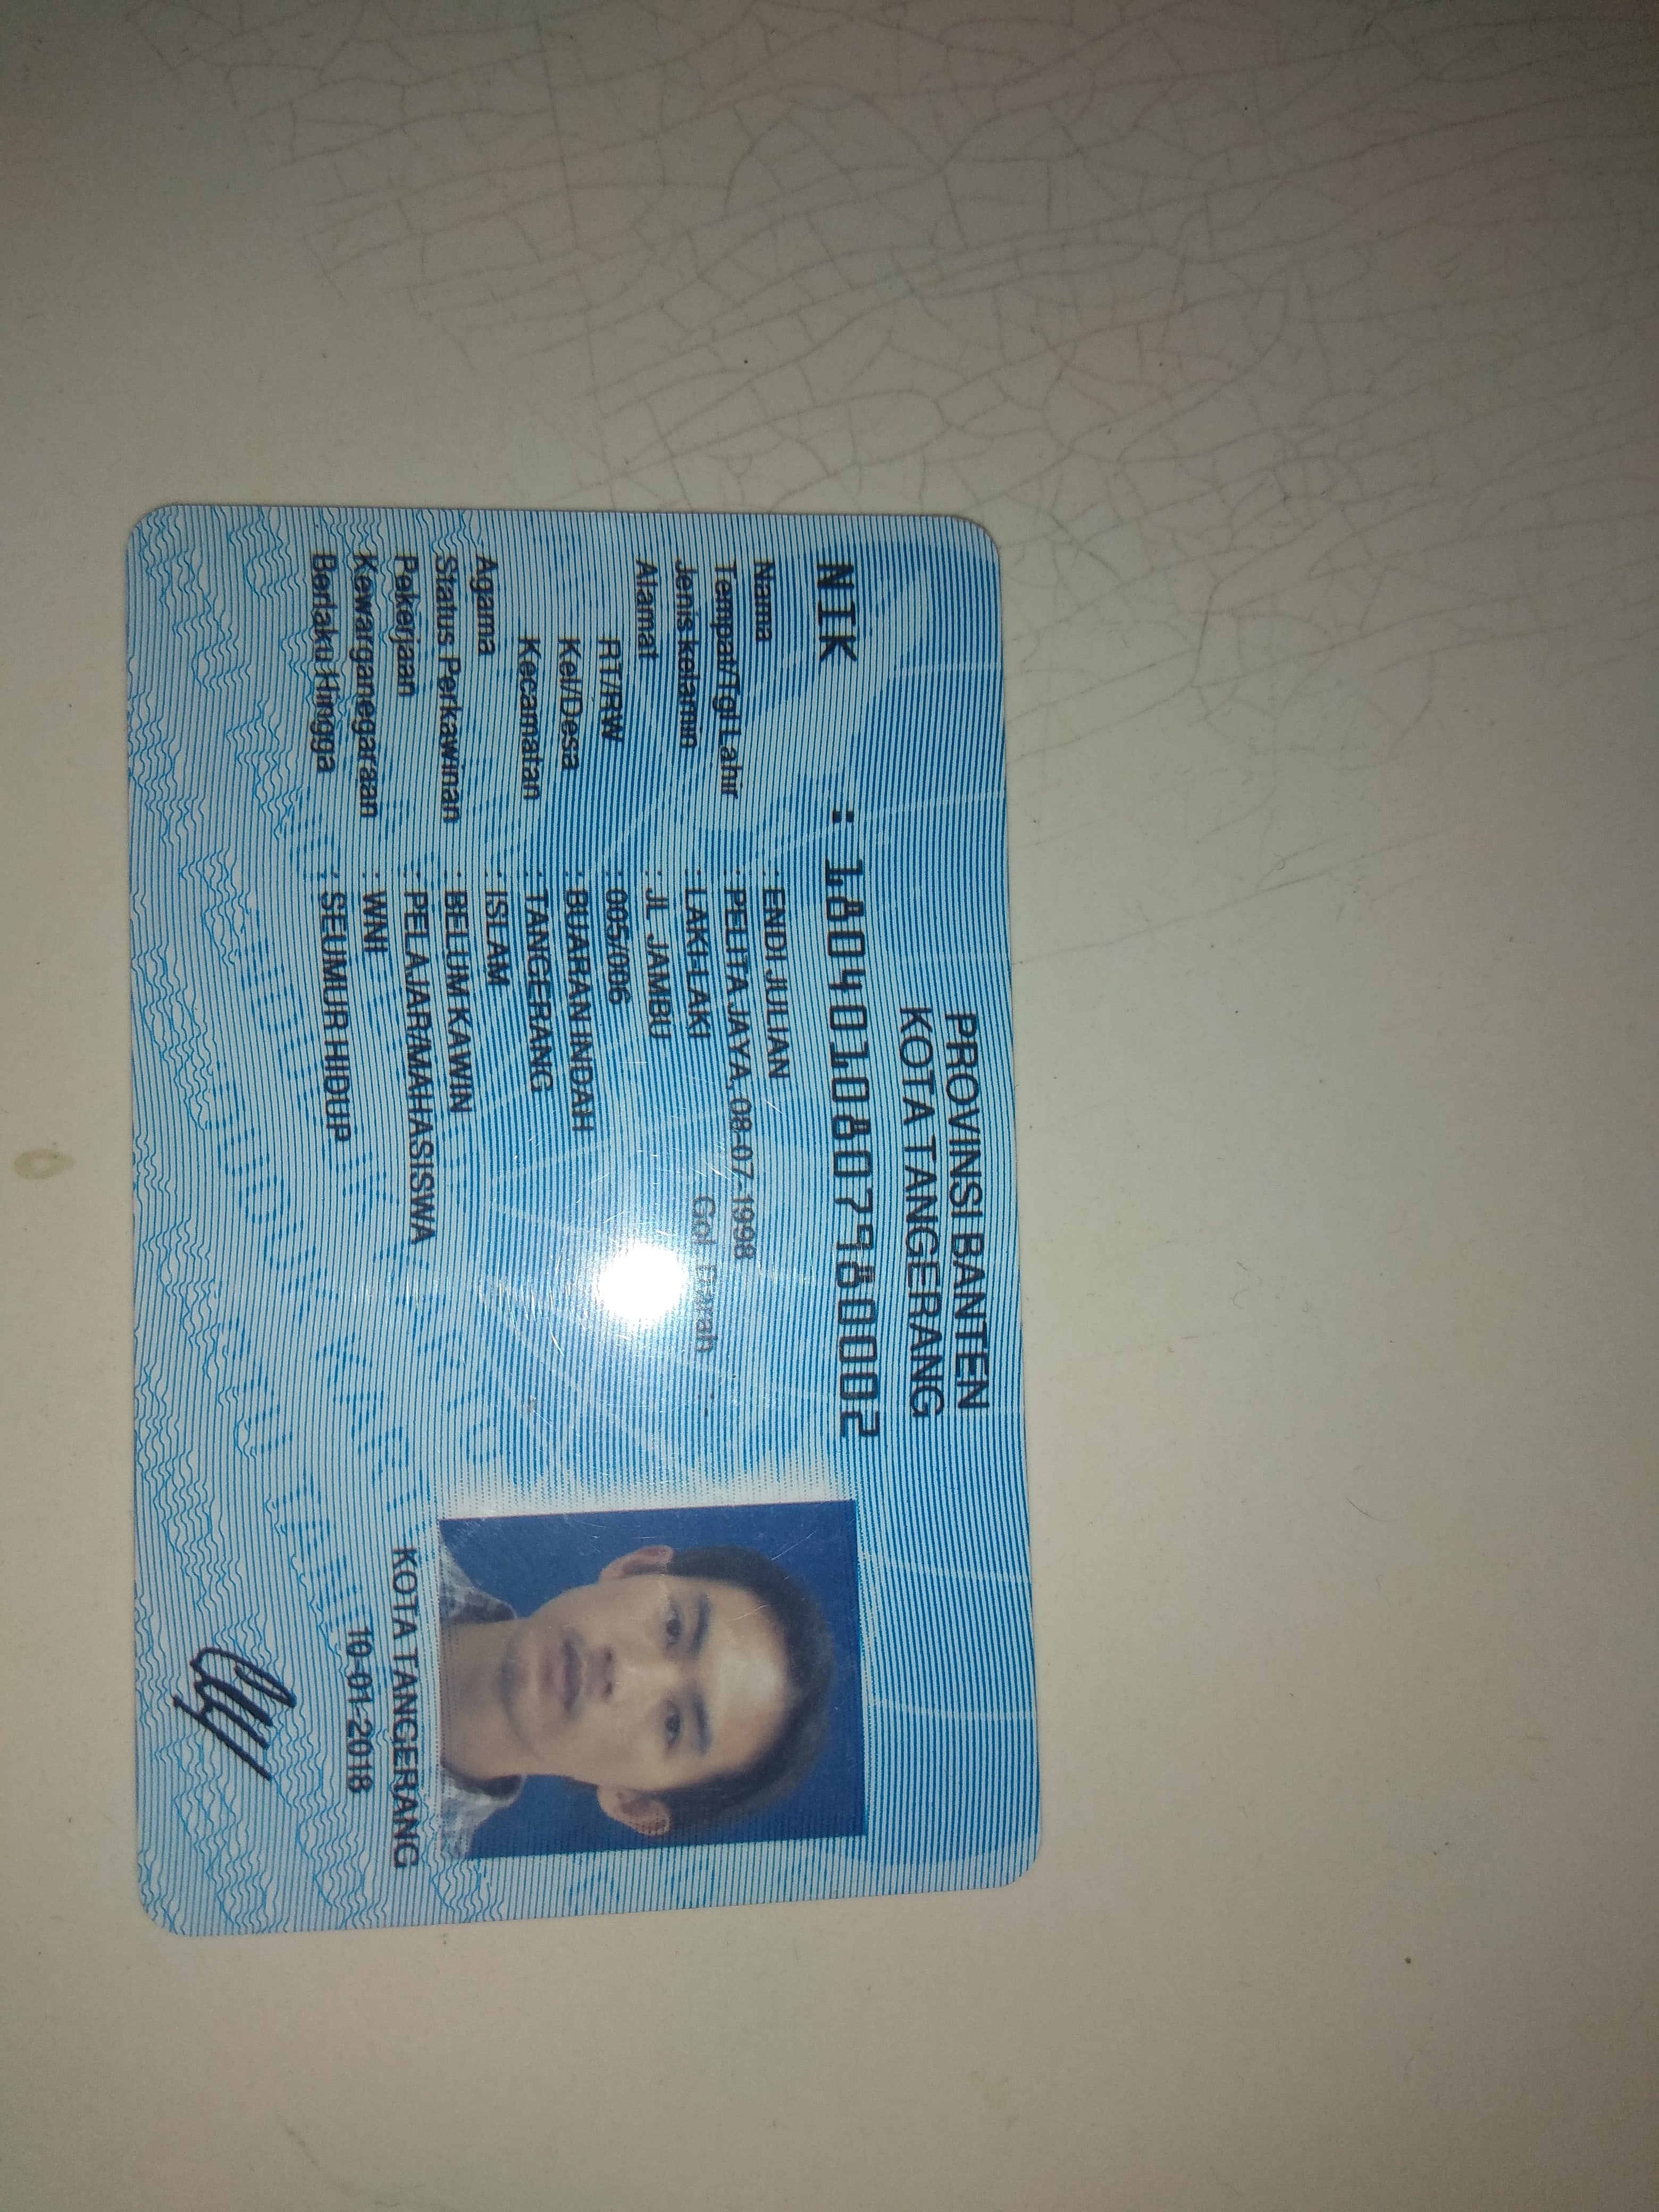 PROVINSI BANTEN
KOTA TANGERANG
NIK : 1804010807980002
Nama : ENDI JULIAN
Tempat/Tgl Lahir : PELITA JAYA, 08-07-1998
Jenis kelamin : LAKI-LAKI Gol. Darah : -
Alamat : JL JAMBU
RT/RW : 005/006
Kel/Desa : BUARAN INDAH
Kecamatan : TANGERANG
Agama : ISLAM
Status Perkawinan : BELUM KAWIN
Pekerjaan : PELAJAR/MAHASISWA
Kewarganegaraan : WNI
Berlaku Hingga : SEUMUR HIDUP
KOTA TANGERANG
10-01-2018